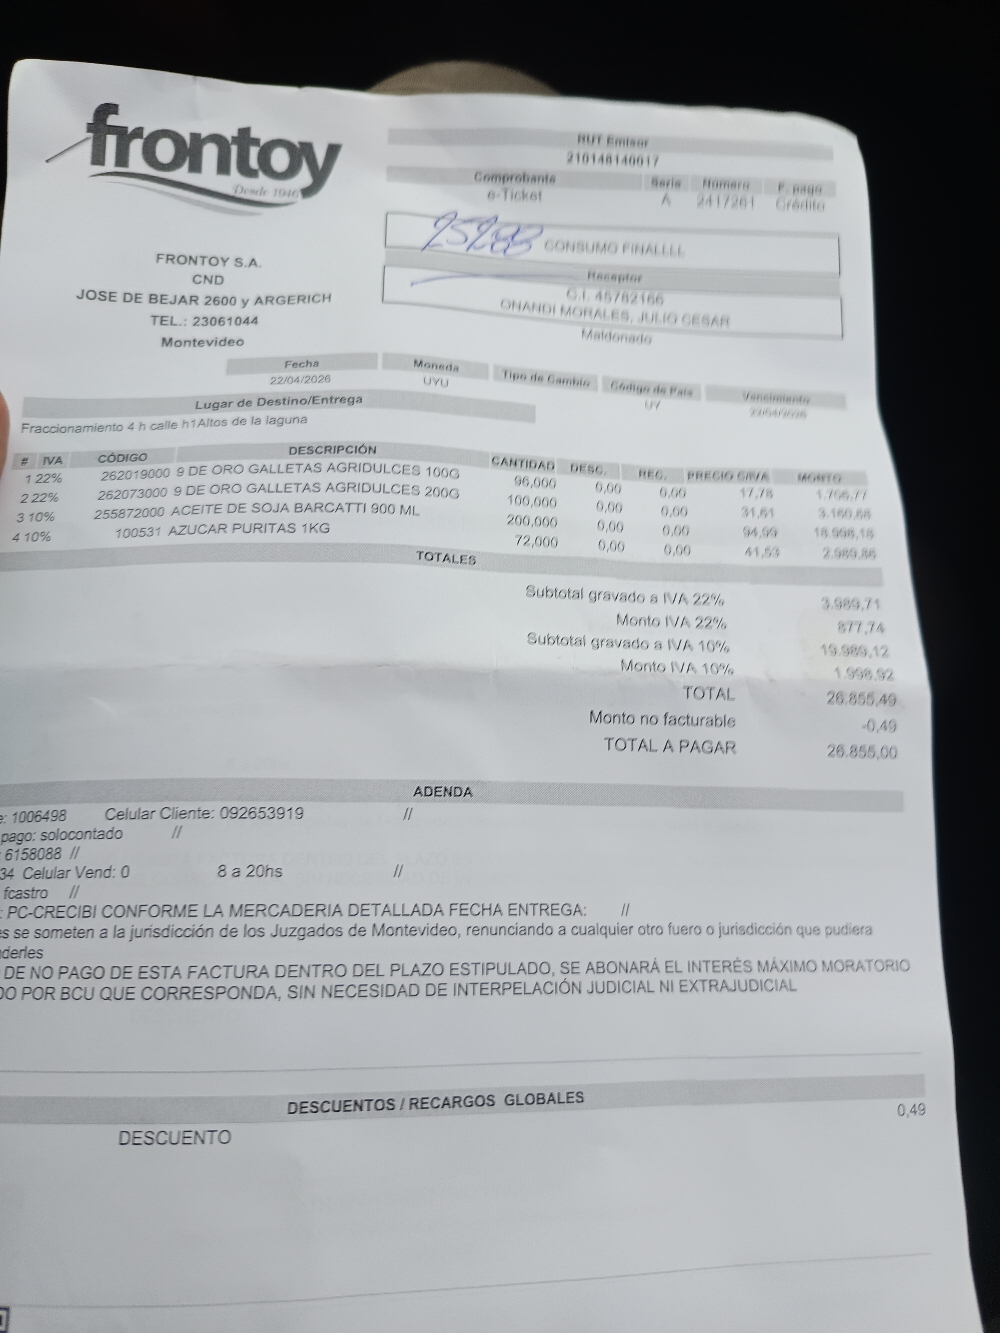 frontoy
Desde 1946
RUT Emisor
210148140017
Comprobante Serie Número F. pago
e-Ticket A 2417261 Crédito
25283 CONSUMO FINALLLL
Receptor
C.I. 45762166
ONANDI MORALES, JULIO CESAR
Maldonado
FRONTOY S.A.
CND
JOSE DE BEJAR 2600 y ARGERICH
TEL.: 23061044
Montevideo
Fecha Moneda Tipo de Cambio Código de País Vencimiento
22/04/2026 UYU UY 22/04/2026
Lugar de Destino/Entrega
Fraccionamiento 4 h calle h1Altos de la laguna
# IVA CÓDIGO DESCRIPCIÓN CANTIDAD DESC. REC. PRECIO C/IVA MONTO
1 22% 262019000 9 DE ORO GALLETAS AGRIDULCES 100G 96,000 0,00 0,00 17,78 1.706,77
2 22% 262073000 9 DE ORO GALLETAS AGRIDULCES 200G 100,000 0,00 0,00 31,61 3.160,68
3 10% 255872000 ACEITE DE SOJA BARCATTI 900 ML 200,000 0,00 0,00 94,99 18.998,18
4 10% 100531 AZUCAR PURITAS 1KG 72,000 0,00 0,00 41,53 2.989,86
TOTALES
Subtotal gravado a IVA 22% 3.989,71
Monto IVA 22% 877,74
Subtotal gravado a IVA 10% 19.989,12
Monto IVA 10% 1.998,92
TOTAL 26.855,49
Monto no facturable -0,49
TOTAL A PAGAR 26.855,00
ADENDA
e: 1006498 Celular Cliente: 092653919 //
pago: solocontado //
: 6158088 //
34 Celular Vend: 0 8 a 20hs //
fcastro //
: PC-CRECIBI CONFORME LA MERCADERIA DETALLADA FECHA ENTREGA: //
es se someten a la jurisdicción de los Juzgados de Montevideo, renunciando a cualquier otro fuero o jurisdicción que pudiera
nderles
DE NO PAGO DE ESTA FACTURA DENTRO DEL PLAZO ESTIPULADO, SE ABONARÁ EL INTERÉS MÁXIMO MORATORIO
DO POR BCU QUE CORRESPONDA, SIN NECESIDAD DE INTERPELACIÓN JUDICIAL NI EXTRAJUDICIAL
DESCUENTOS / RECARGOS GLOBALES
DESCUENTO 0,49